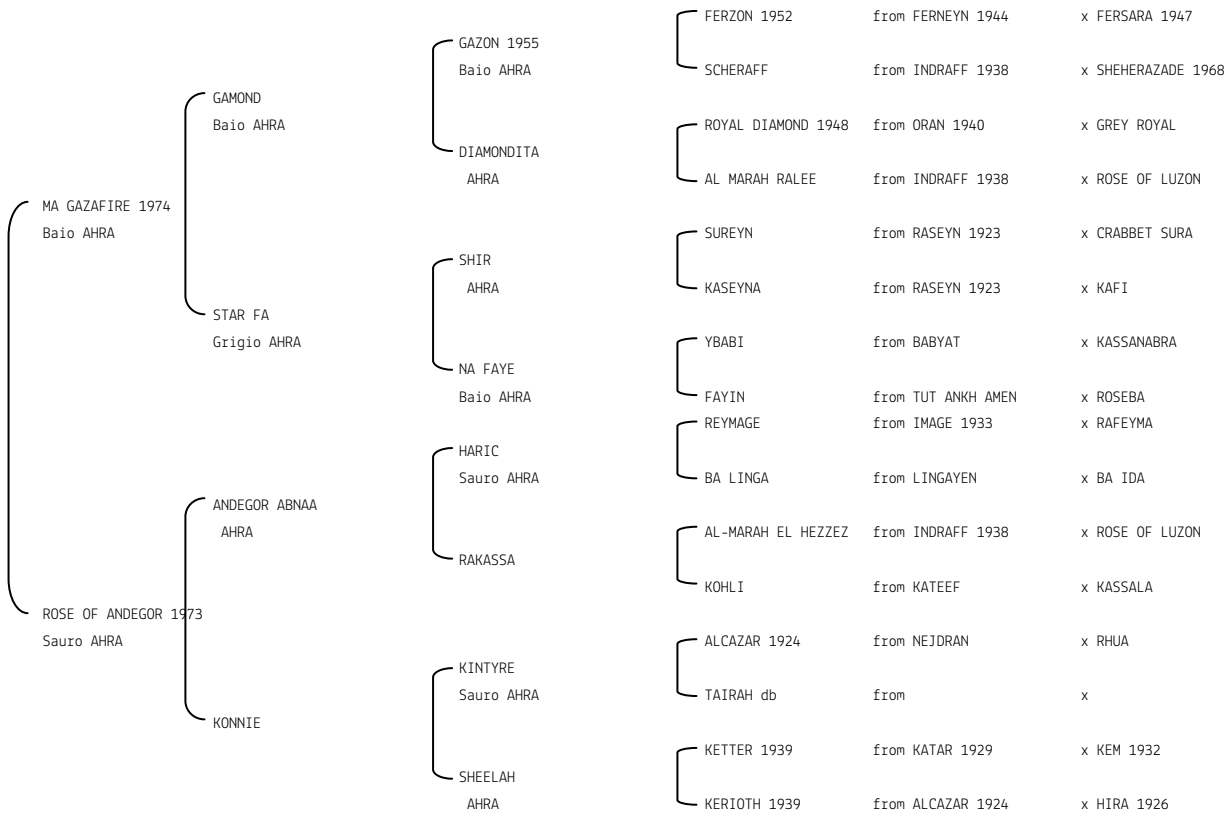 FERZON 1952 from FERNEYN 1944 x FERSARA 1947
GAZON 1955
Baio AHRA
SCHERAFF from INDRAFF 1938 x SHEHERAZADE 1968
GAMOND
Baio AHRA
ROYAL DIAMOND 1948 from ORAN 1940 x GREY ROYAL
DIAMONDITA
AHRA
AL MARAH RALEE from INDRAFF 1938 x ROSE OF LUZON
MA GAZAFIRE 1974
Baio AHRA
SUREYN from RASEYN 1923 x CRABBET SURA
SHIR
AHRA
KASEYNA from RASEYN 1923 x KAFI
STAR FA
Grigio AHRA
YBABI from BABYAT x KASSANABRA
NA FAYE
Baio AHRA
FAYIN from TUT ANKH AMEN x ROSEBA
REYMAGE from IMAGE 1933 x RAFEYMA
HARIC
Sauro AHRA
BA LINGA from LINGAYEN x BA IDA
ANDEGOR ABNAA
AHRA
AL-MARAH EL HEZZEZ from INDRAFF 1938 x ROSE OF LUZON
RAKASSA
KOHLI from KATEEF x KASSALA
ROSE OF ANDEGOR 1973
Sauro AHRA
ALCAZAR 1924 from NEJDRAN x RHUA
KINTYRE
Sauro AHRA
TAIRAH db from x
KONNIE
KETTER 1939 from KATAR 1929 x KEM 1932
SHEELAH
AHRA
KERIOTH 1939 from ALCAZAR 1924 x HIRA 1926